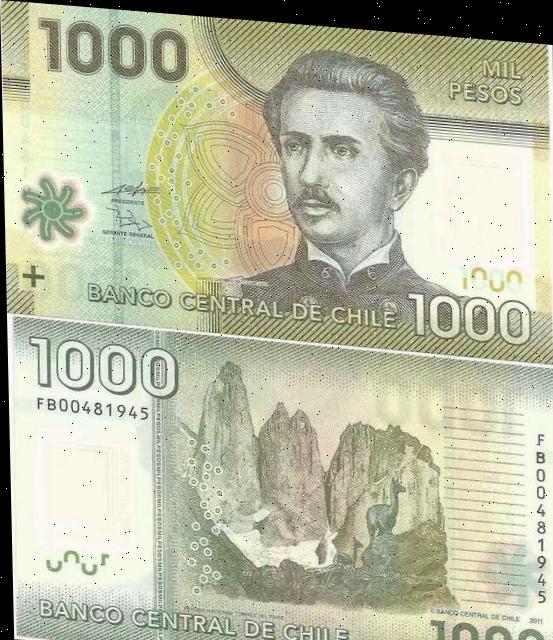 1000
MIL
PESOS
PRESIDENTE
GERENTE GENERAL
1000
+
BANCO CENTRAL DE CHILE 1000
1000
FB00481945
FB00481945
© BANCO CENTRAL DE CHILE 2011
BANCO CENTRAL DE CHILE
1000